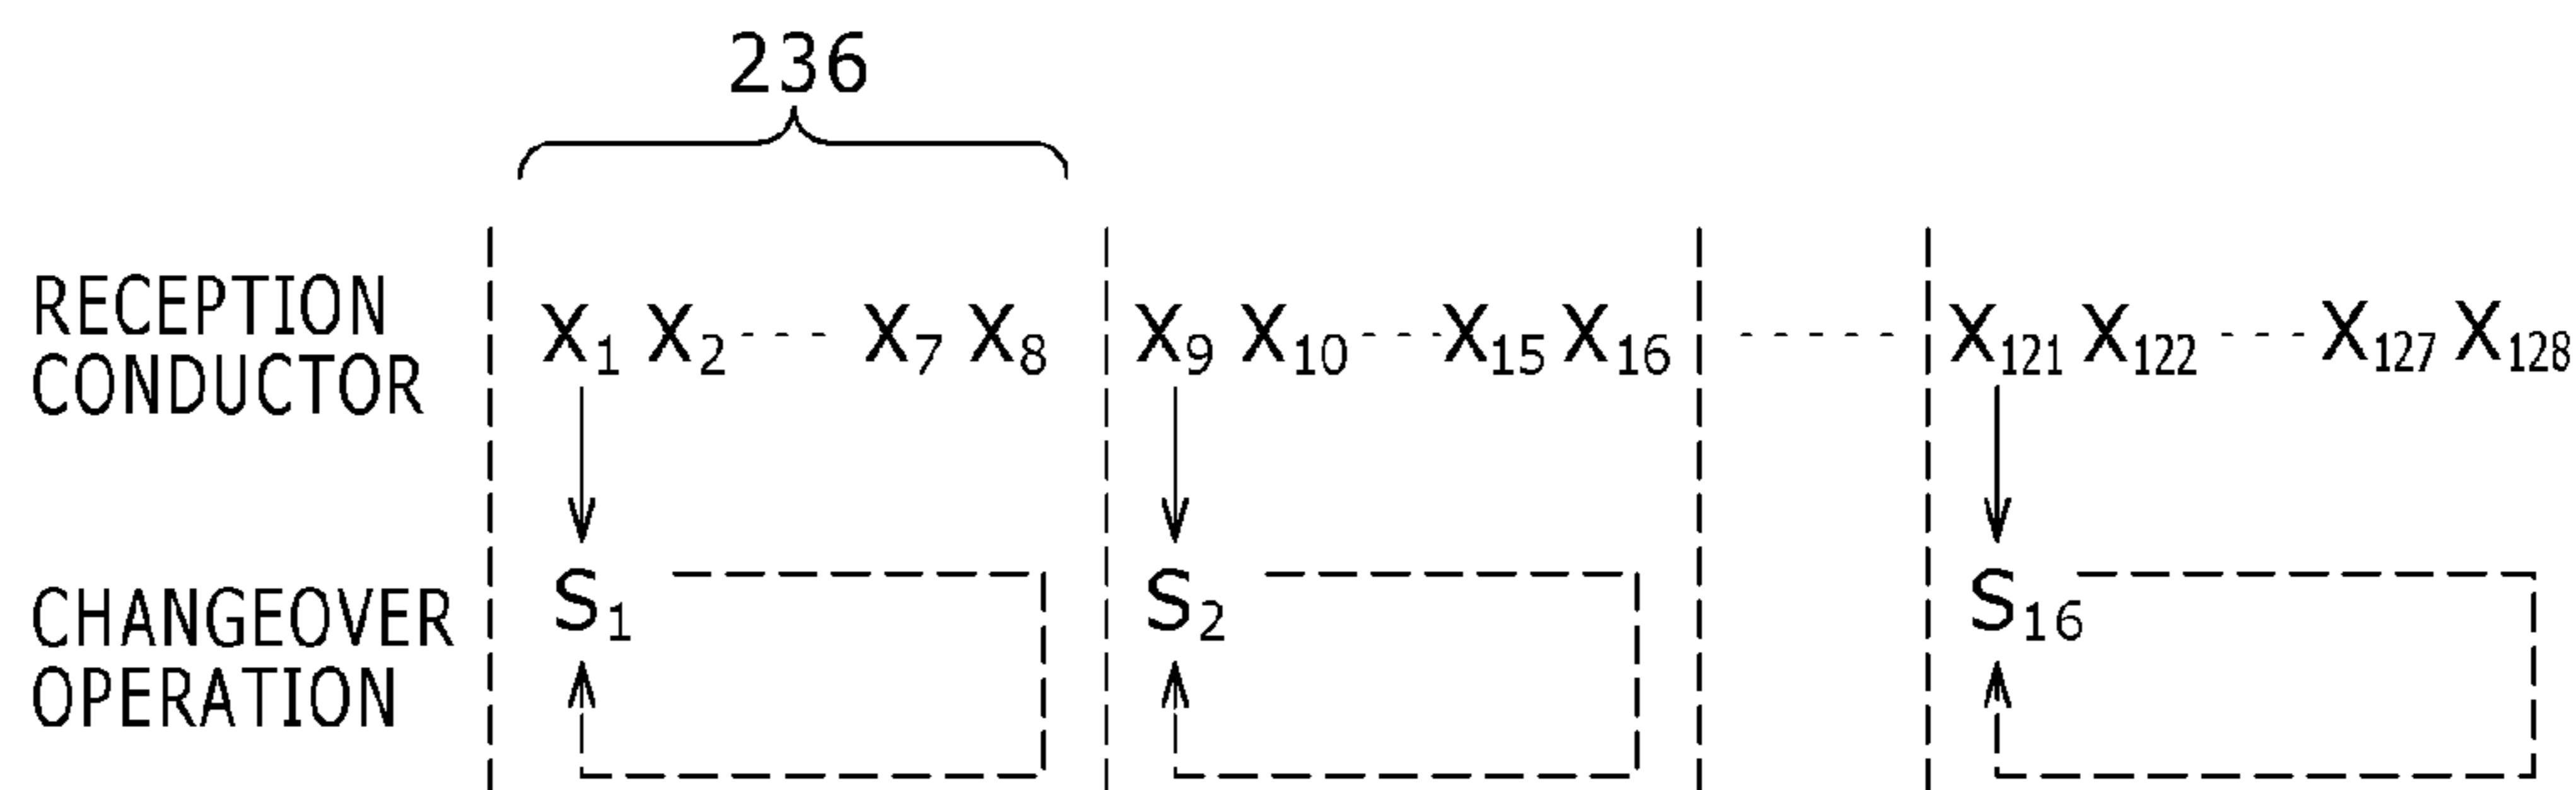 236
RECEPTION
CONDUCTOR
X₁ X₂ --- X₇ X₈ X₉ X₁₀ --- X₁₅ X₁₆ ----- X₁₂₁ X₁₂₂ --- X₁₂₇ X₁₂₈
CHANGEOVER
OPERATION
S₁ S₂ S₁₆